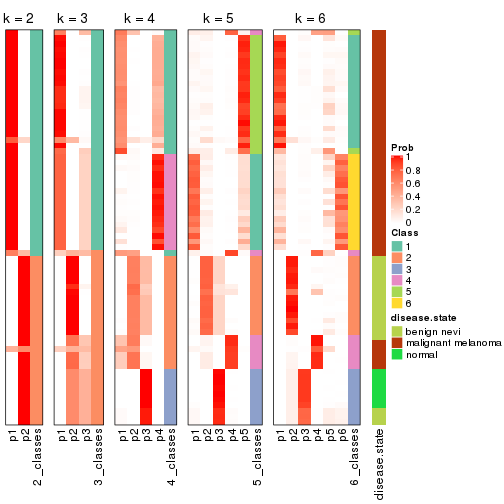 k = 2
k = 3
k = 4
k = 5
k = 6
Prob
1
0.8
0.6
0.4
0.2
0
Class
1
2
3
4
5
6
disease.state
benign nevi
malignant melanoma
normal
p1
p2
2_classes
p1
p2
p3
3_classes
p1
p2
p3
p4
4_classes
p1
p2
p3
p4
p5
5_classes
p1
p2
p3
p4
p5
p6
6_classes
disease.state